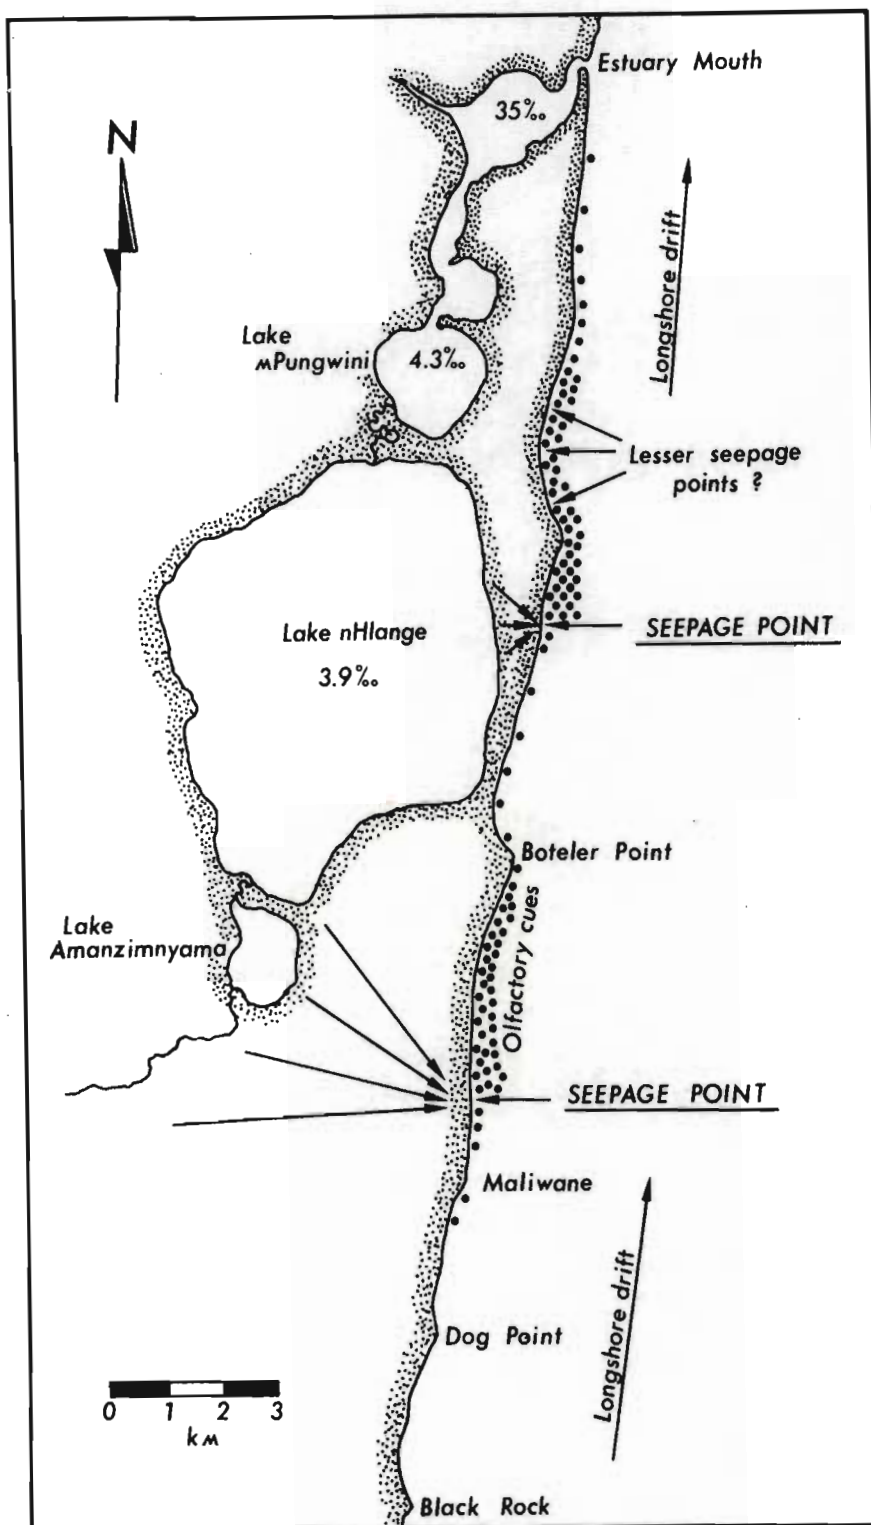 Estuary Mouth
35‰
N
Longshore drift
Lake
mPungwini
4.3‰
Lesser seepage
points ?
Lake nHlange
3.9‰
SEEPAGE POINT
Boteler Point
Olfactory cues
Lake
Amanzimnyama
SEEPAGE POINT
Maliwane
Longshore drift
Dog Point
0 1 2 3
km
Black Rock